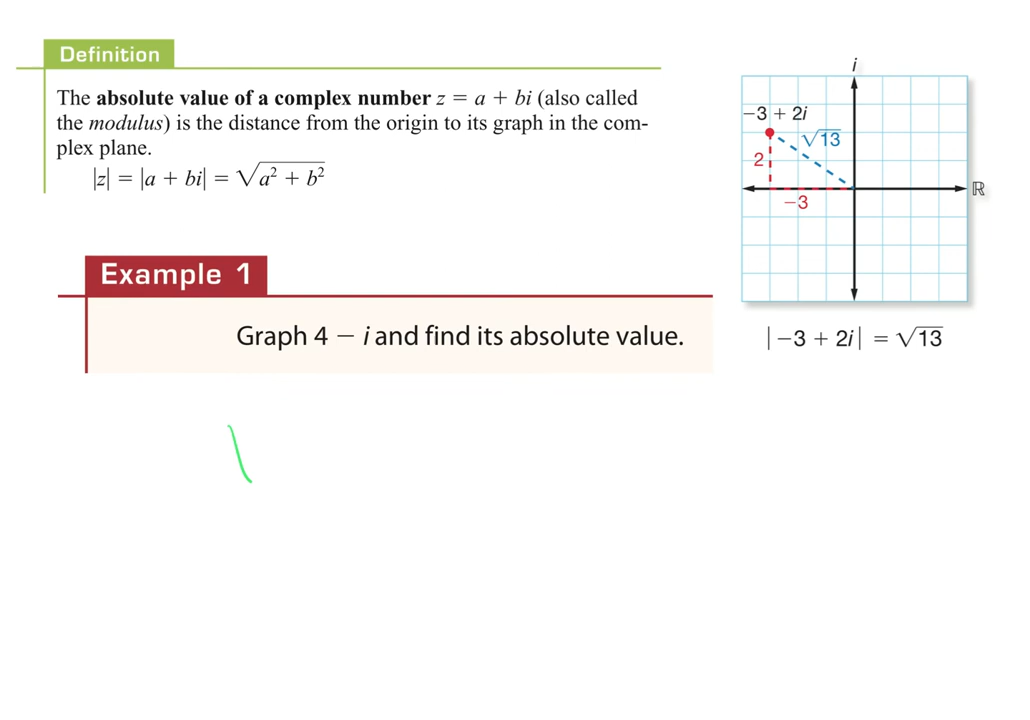 Definition
The absolute value of a complex number z = a + bi (also called
the modulus) is the distance from the origin to its graph in the com-
plex plane.
|z| = |a + bi| = √a² + b²
i
−3 + 2i
√13
2
−3
ℝ
|−3 + 2i| = √13
Example 1
Graph 4 − i and find its absolute value.